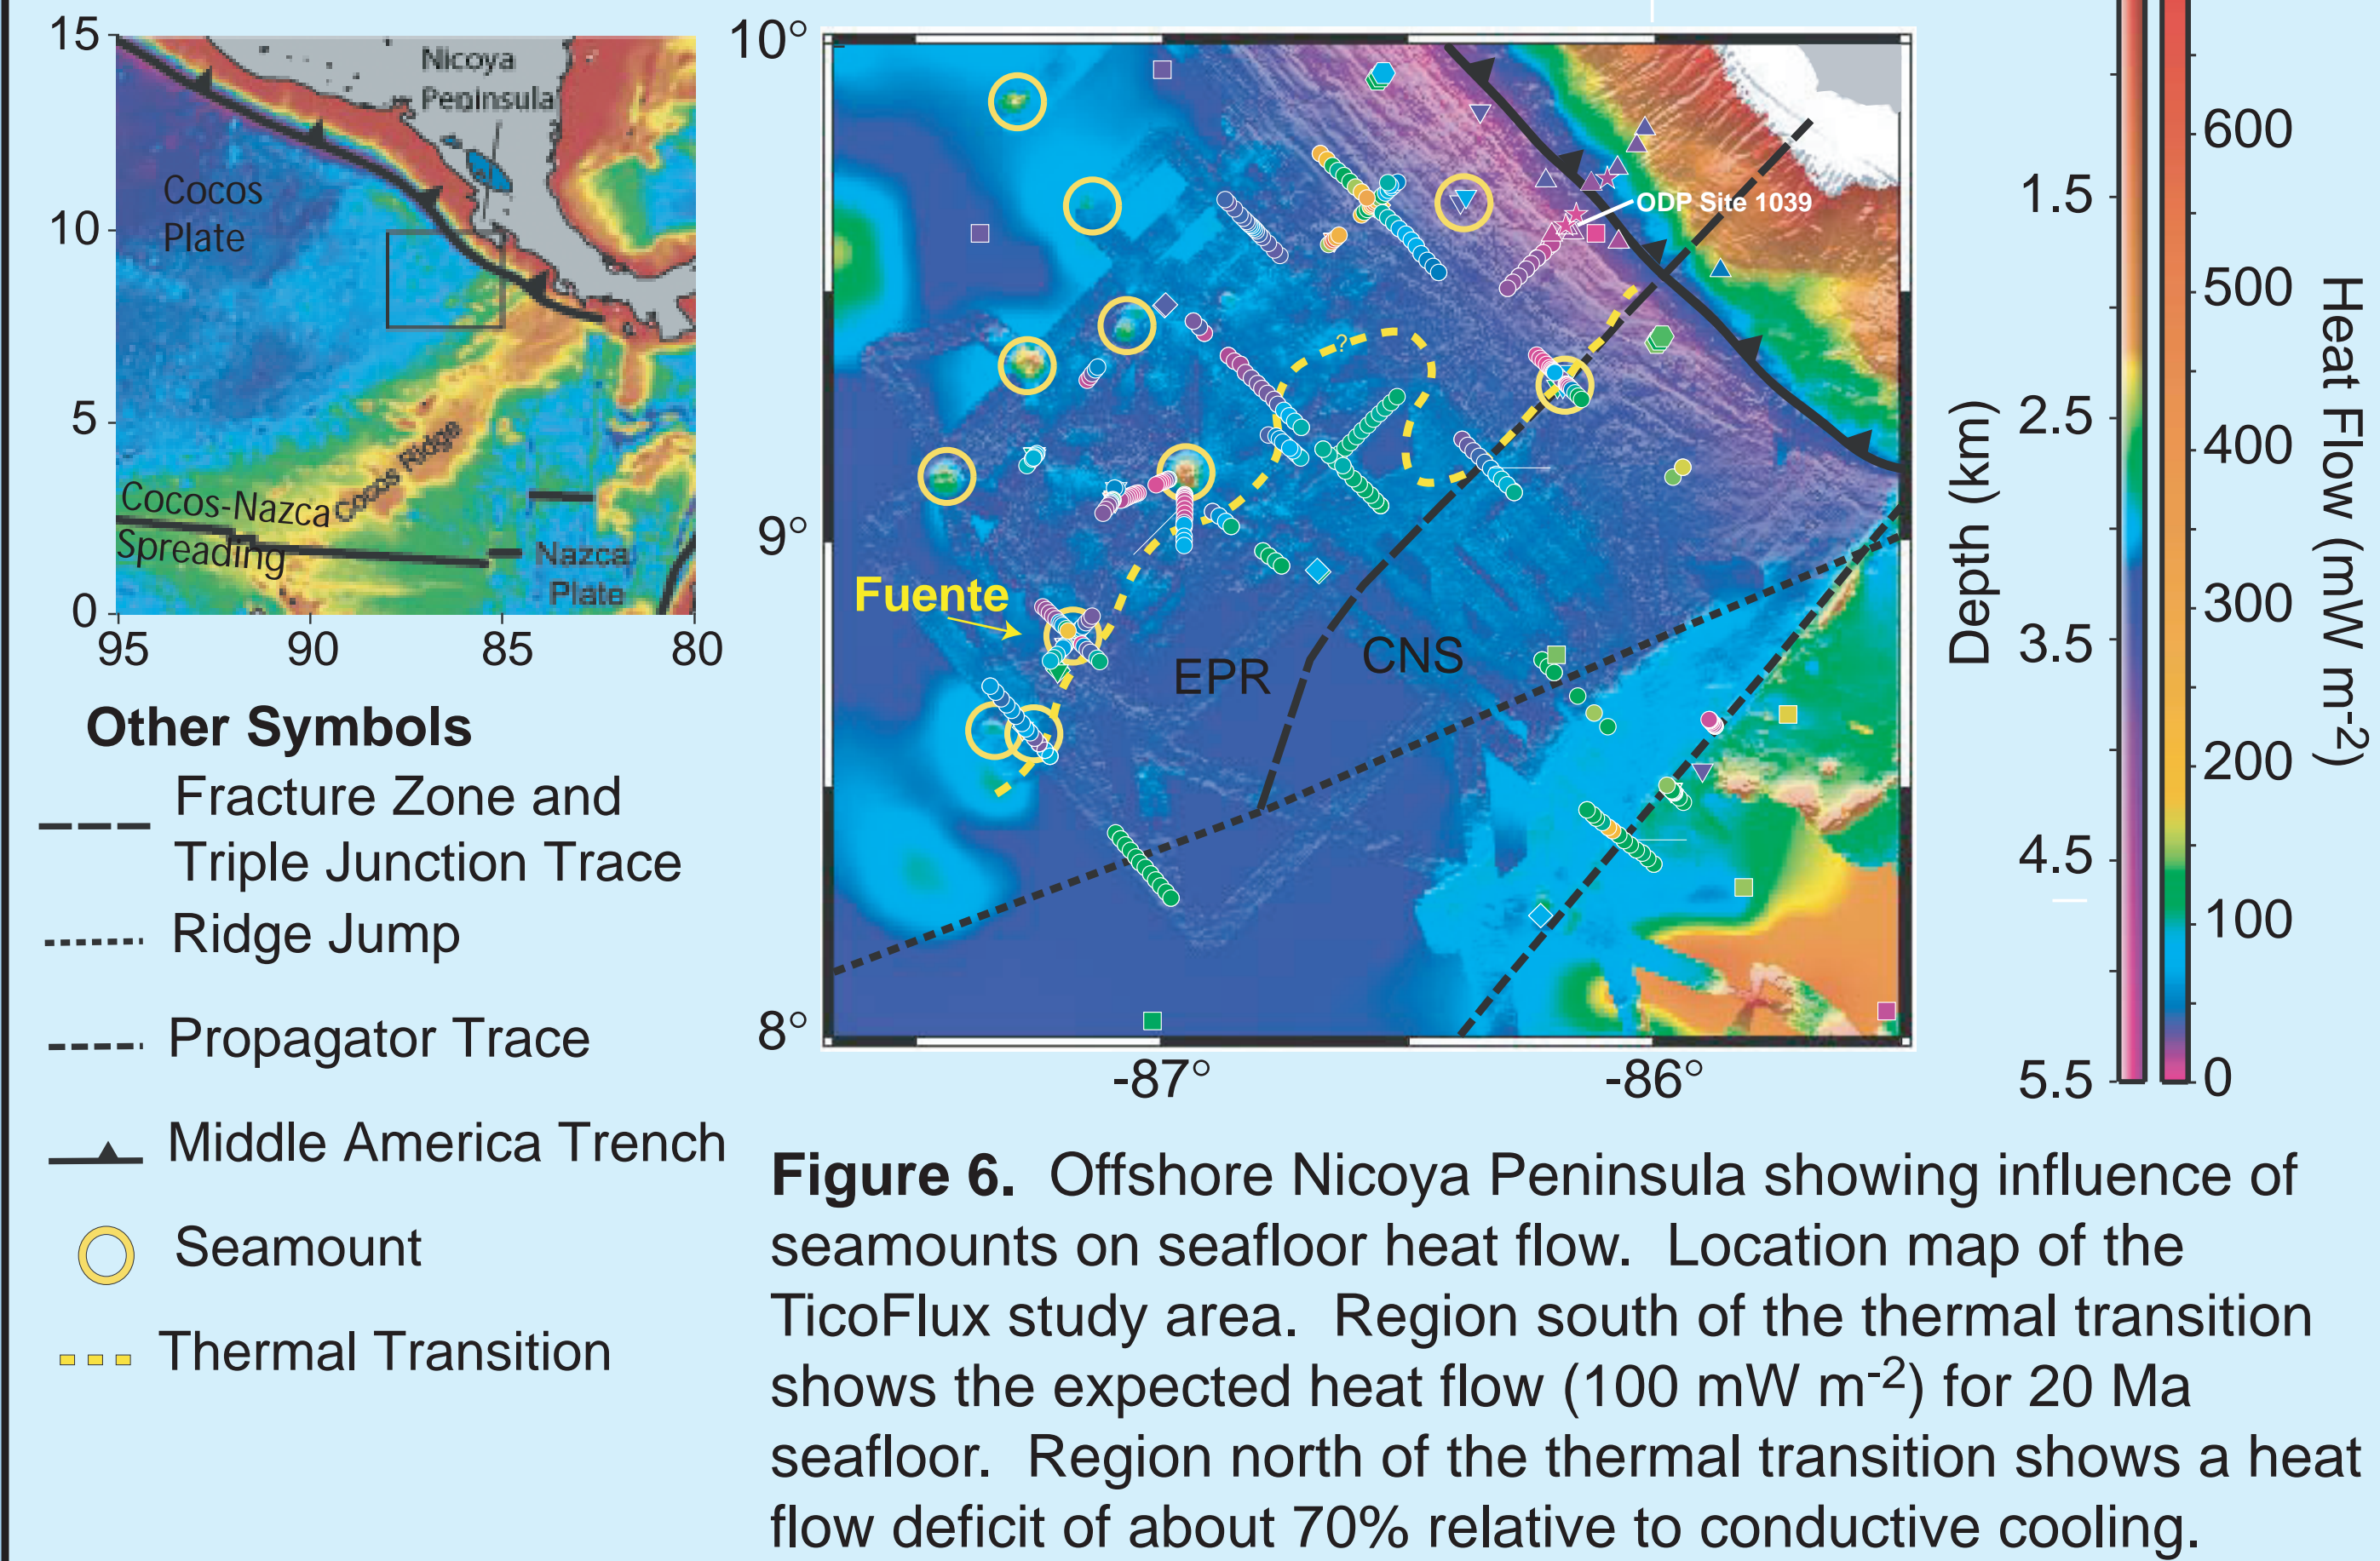 15
10
5
0
95
90
85
80
Nicoya
Peninsula
Cocos
Plate
Cocos Ridge
Cocos-Nazca
Spreading
Nazca
Plate
Other Symbols
Fracture Zone and
Triple Junction Trace
Ridge Jump
Propagator Trace
Middle America Trench
Seamount
Thermal Transition
10°
9°
8°
-87°
-86°
ODP Site 1039
?
Fuente
EPR
CNS
Depth (km)
1.5
2.5
3.5
4.5
5.5
600
500
400
300
200
100
0
Heat Flow (mW m-2)
Figure 6. Offshore Nicoya Peninsula showing influence of
seamounts on seafloor heat flow. Location map of the
TicoFlux study area. Region south of the thermal transition
shows the expected heat flow (100 mW m-2) for 20 Ma
seafloor. Region north of the thermal transition shows a heat
flow deficit of about 70% relative to conductive cooling.